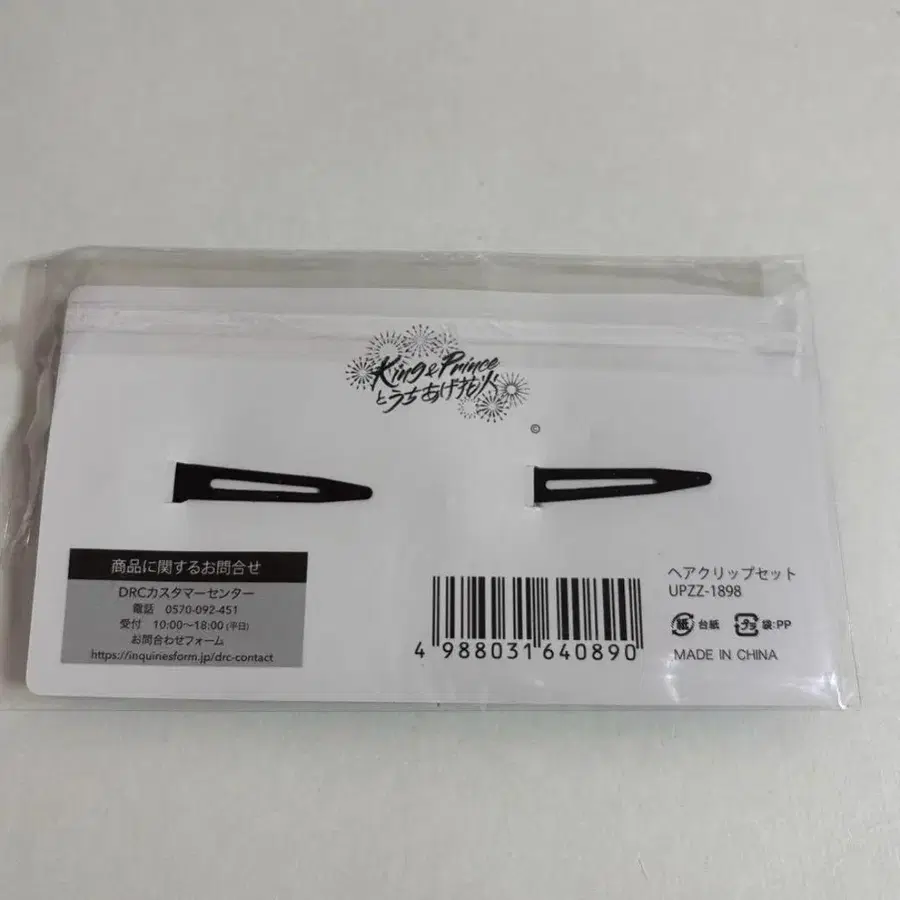 King & Prince
とうちあげ花火
©
商品に関するお問合せ
DRCカスタマーセンター
電話 0570-092-451
受付 10:00～18:00 (平日)
お問合わせフォーム
https://inquinesform.jp/drc-contact
4 988031 640890
ヘアクリップセット
UPZZ-1898
紙 台紙 プラ 袋:PP
MADE IN CHINA